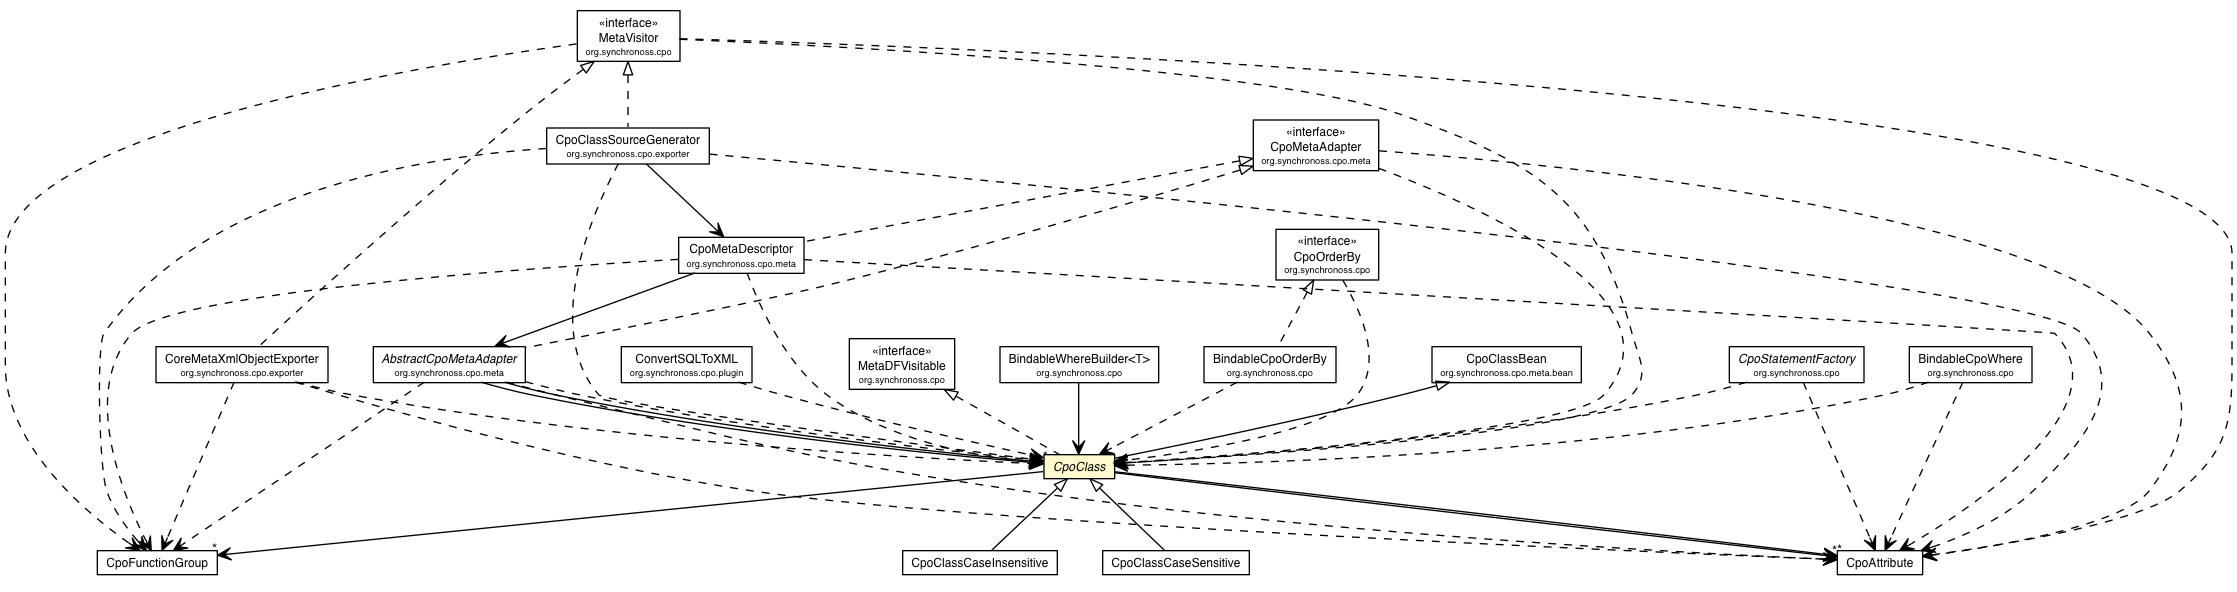 «interface»
MetaVisitor
org.synchronoss.cpo
CpoClassSourceGenerator
org.synchronoss.cpo.exporter
«interface»
CpoMetaAdapter
org.synchronoss.cpo.meta
CpoMetaDescriptor
org.synchronoss.cpo.meta
«interface»
CpoOrderBy
org.synchronoss.cpo
CoreMetaXmlObjectExporter
org.synchronoss.cpo.exporter
AbstractCpoMetaAdapter
org.synchronoss.cpo.meta
ConvertSQLToXML
org.synchronoss.cpo.plugin
«interface»
MetaDFVisitable
org.synchronoss.cpo
BindableWhereBuilder<T>
org.synchronoss.cpo
BindableCpoOrderBy
org.synchronoss.cpo
CpoClassBean
org.synchronoss.cpo.meta.bean
CpoStatementFactory
org.synchronoss.cpo
BindableCpoWhere
org.synchronoss.cpo
CpoClass
*
CpoFunctionGroup
CpoClassCaseInsensitive
CpoClassCaseSensitive
**
CpoAttribute